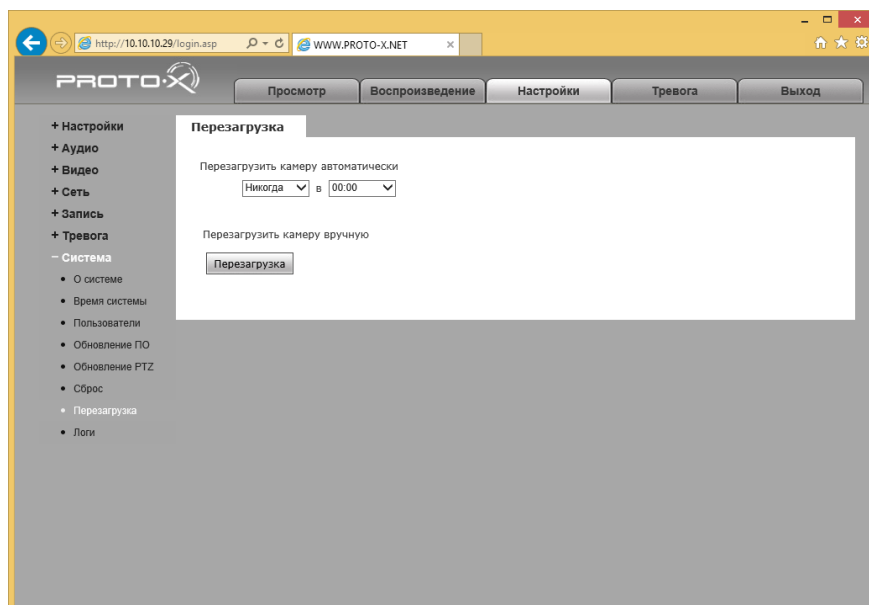 http://10.10.10.29/login.asp
WWW.PROTO-X.NET
PROTO-X
Просмотр Воспроизведение Настройки Тревога Выход
+ Настройки
+ Аудио
+ Видео
+ Сеть
+ Запись
+ Тревога
− Система
• О системе
• Время системы
• Пользователи
• Обновление ПО
• Обновление PTZ
• Сброс
• Перезагрузка
• Логи
Перезагрузка
Перезагрузить камеру автоматически
Никогда в 00:00
Перезагрузить камеру вручную
Перезагрузка